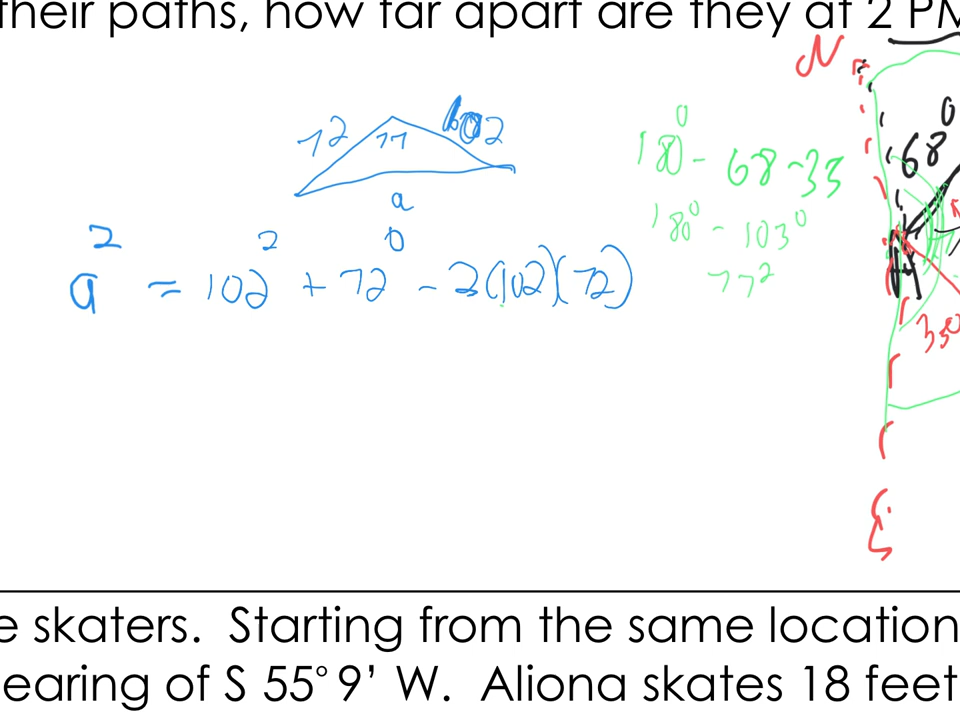 their paths, how far apart are they at 2 PM
N
72 77 102
a
180° - 68 - 35
68°
180° - 103°
77°
a² = 102² + 72² - 2(102)(72)
35°
S
e skaters. Starting from the same location
earing of S 55° 9’ W. Aliona skates 18 feet